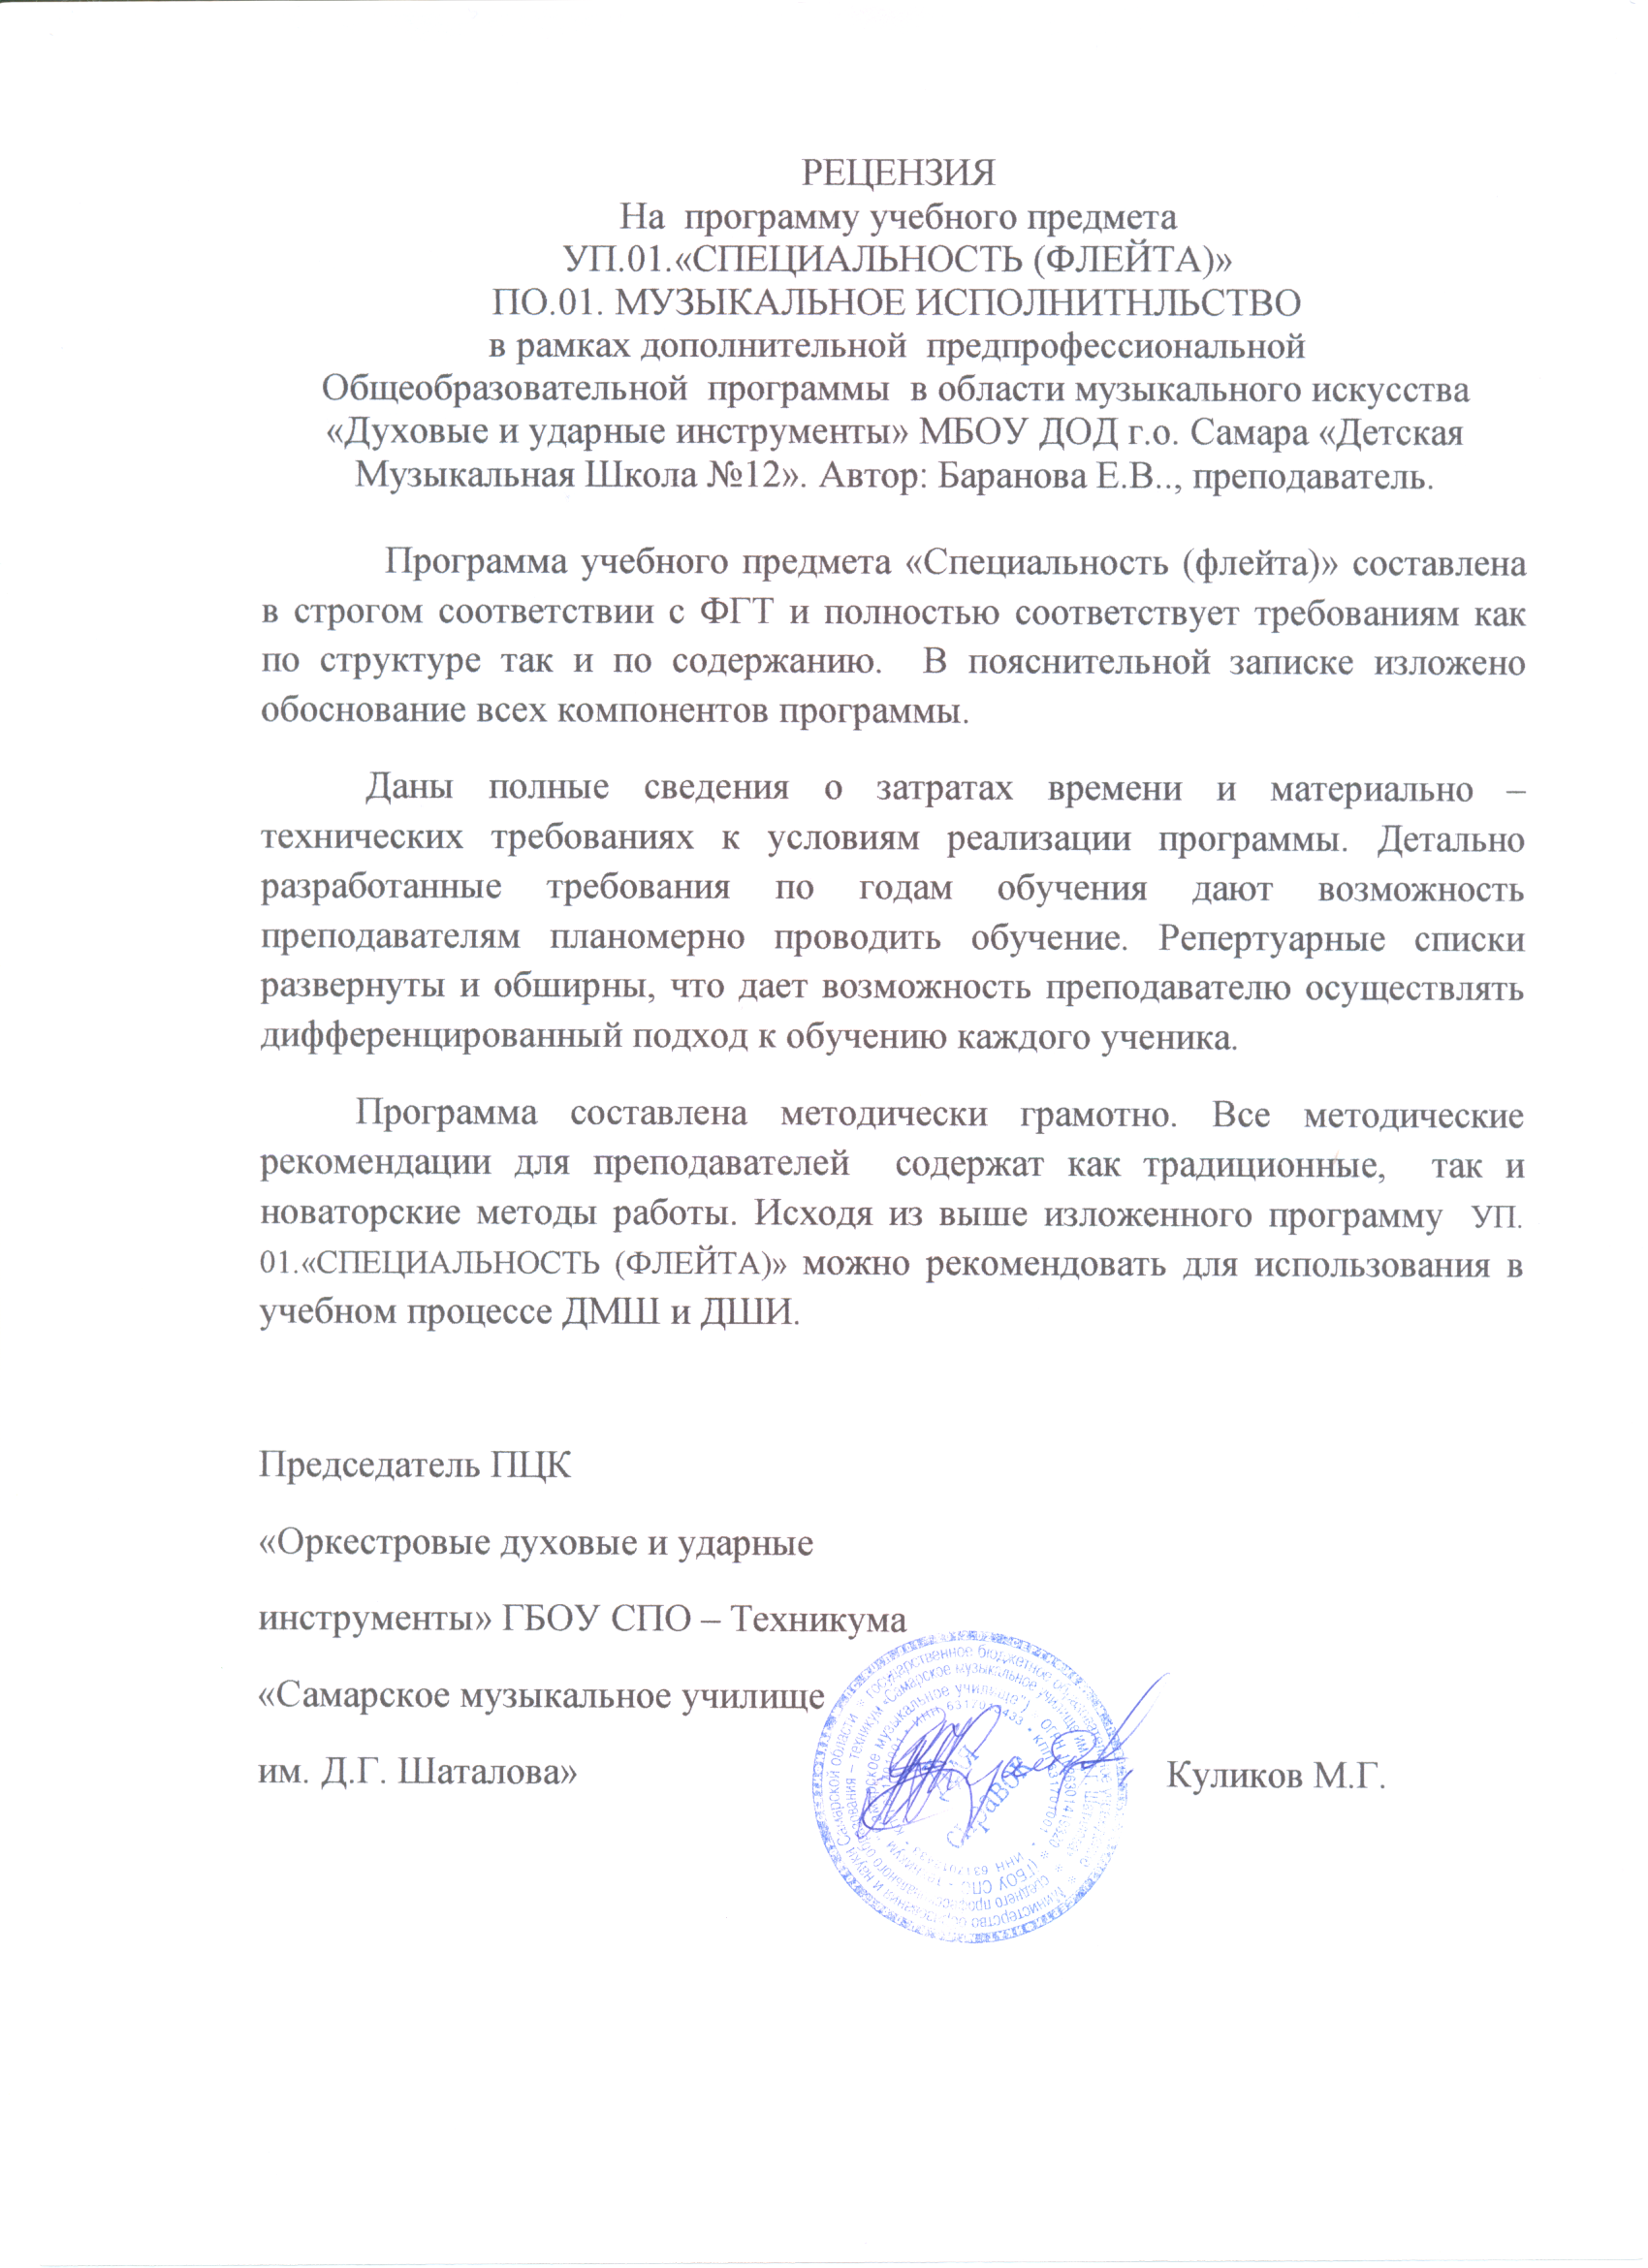 РЕЦЕНЗИЯ
На программу учебного предмета
УП.01.«СПЕЦИАЛЬНОСТЬ (ФЛЕЙТА)»
ПО.01. МУЗЫКАЛЬНОЕ ИСПОЛНИТНЛЬСТВО
в рамках дополнительной предпрофессиональной
Общеобразовательной программы в области музыкального искусства
«Духовые и ударные инструменты» МБОУ ДОД г.о. Самара «Детская
Музыкальная Школа №12». Автор: Баранова Е.В.., преподаватель.
Программа учебного предмета «Специальность (флейта)» составлена
в строгом соответствии с ФГТ и полностью соответствует требованиям как
по структуре так и по содержанию. В пояснительной записке изложено
обоснование всех компонентов программы.
Даны полные сведения о затратах времени и материально –
технических требованиях к условиям реализации программы. Детально
разработанные требования по годам обучения дают возможность
преподавателям планомерно проводить обучение. Репертуарные списки
развернуты и обширны, что дает возможность преподавателю осуществлять
дифференцированный подход к обучению каждого ученика.
Программа составлена методически грамотно. Все методические
рекомендации для преподавателей содержат как традиционные, так и
новаторские методы работы. Исходя из выше изложенного программу УП.
01.«СПЕЦИАЛЬНОСТЬ (ФЛЕЙТА)» можно рекомендовать для использования в
учебном процессе ДМШ и ДШИ.
Председатель ПЦК
«Оркестровые духовые и ударные
инструменты» ГБОУ СПО – Техникума
«Самарское музыкальное училище
им. Д.Г. Шаталова»
Куликов М.Г.